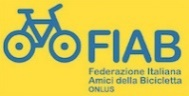 FIAB
Federazione Italiana
Amici della Bicicletta
ONLUS